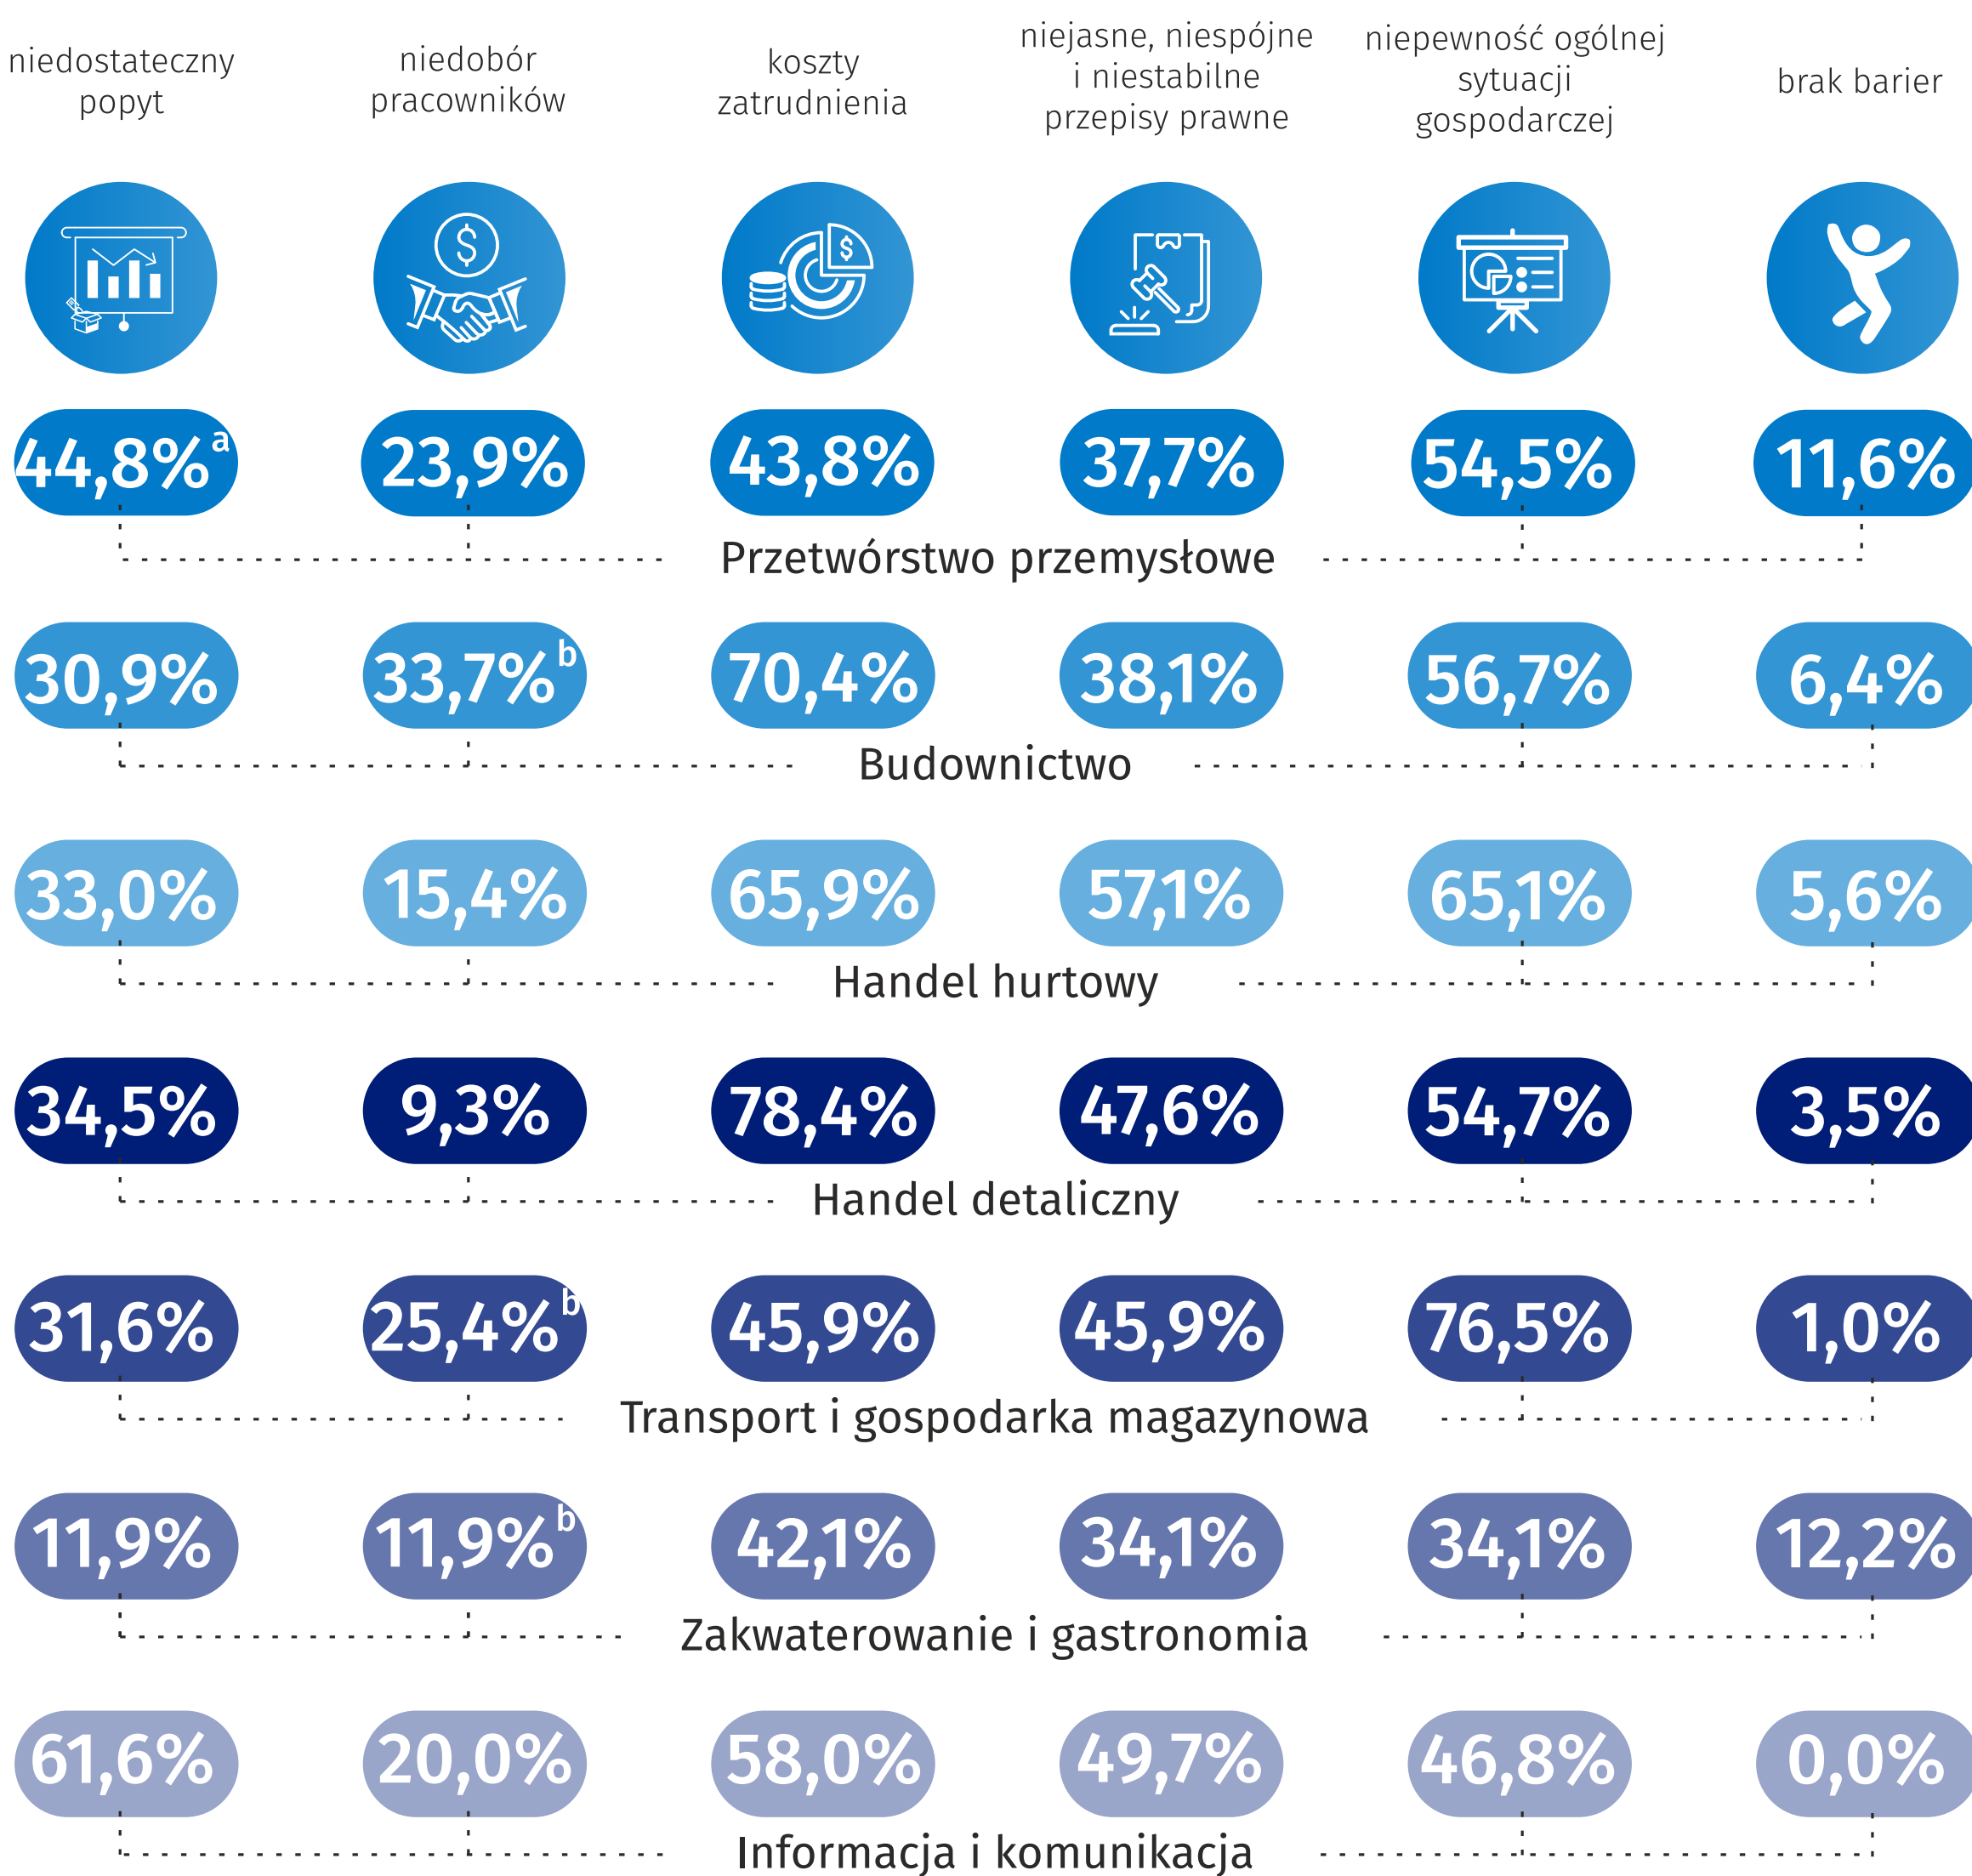 niedostateczny
popyt
niedobór
pracowników
koszty
zatrudnienia
niejasne, niespójne
i niestabilne
przepisy prawne
niepewność ogólnej
sytuacji
gospodarczej
brak barier
44,8%a 23,9% 43,8% 37,7% 54,5% 11,6%
Przetwórstwo przemysłowe
30,9% 33,7%b 70,4% 38,1% 56,7% 6,4%
Budownictwo
33,0% 15,4% 65,9% 57,1% 65,1% 5,6%
Handel hurtowy
34,5% 9,3% 78,4% 47,6% 54,7% 3,5%
Handel detaliczny
31,6% 25,4%b 45,9% 45,9% 76,5% 1,0%
Transport i gospodarka magazynowa
11,9% 11,9%b 42,1% 34,1% 34,1% 12,2%
Zakwaterowanie i gastronomia
61,6% 20,0% 58,0% 49,7% 46,8% 0,0%
Informacja i komunikacja